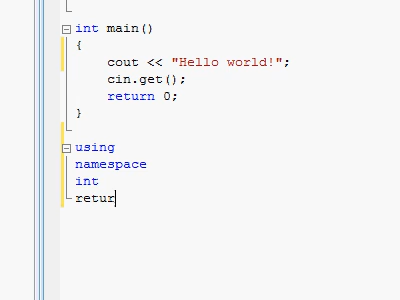 int main()
{
cout << "Hello world!";
cin.get();
return 0;
}
using
namespace
int
retur